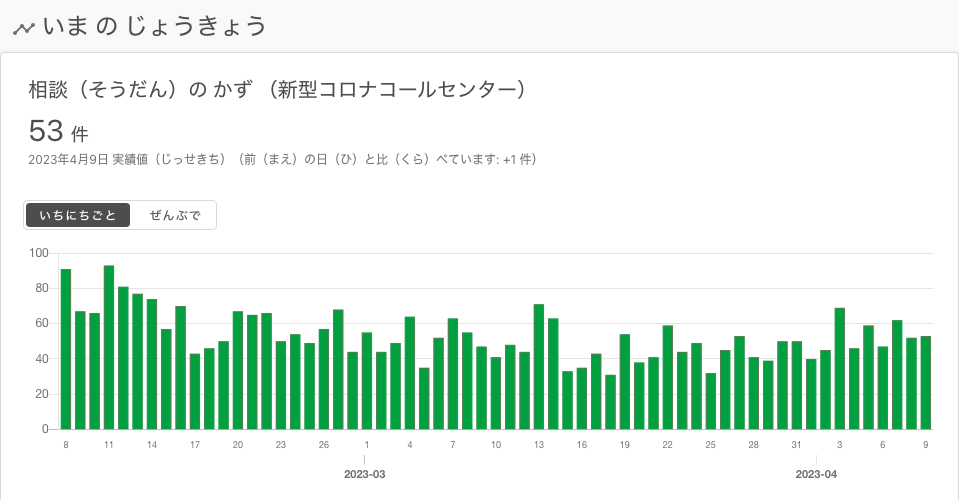 いま の じょうきょう
相談（そうだん）の かず （新型コロナコールセンター）
53 件
2023年4月9日 実績値（じっせきち）（前（まえ）の日（ひ）と比（くら）べています: +1 件）
いちにちごと ぜんぶで
100
80
60
40
20
0
8 11 14 17 20 23 26 1 4 7 10 13 16 19 22 25 28 31 3 6 9
2023-03 2023-04